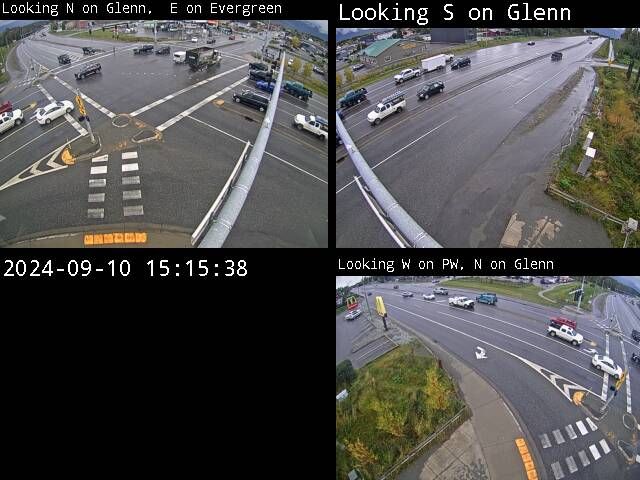 Looking N on Glenn,  E on Evergreen
Looking S on Glenn
2024-09-10 15:15:38
Looking W on PW, N on Glenn